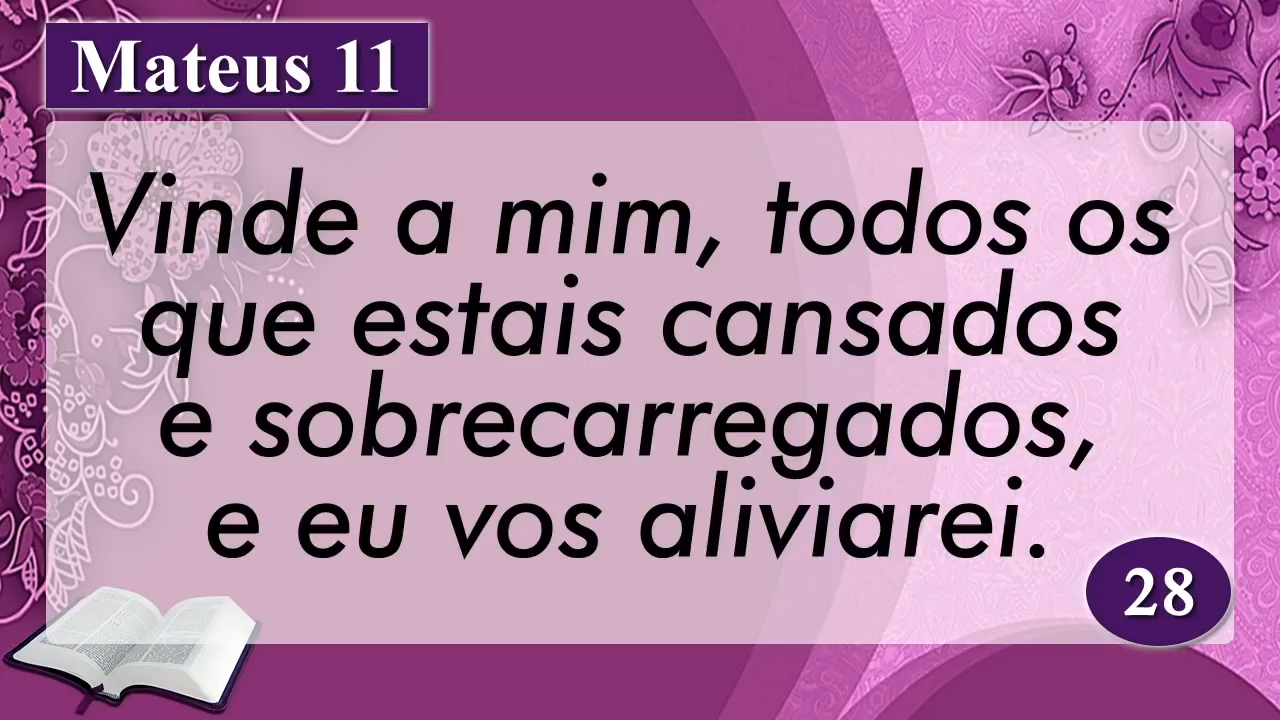 Mateus 11
Vinde a mim, todos os
que estais cansados
e sobrecarregados,
e eu vos aliviarei.
28